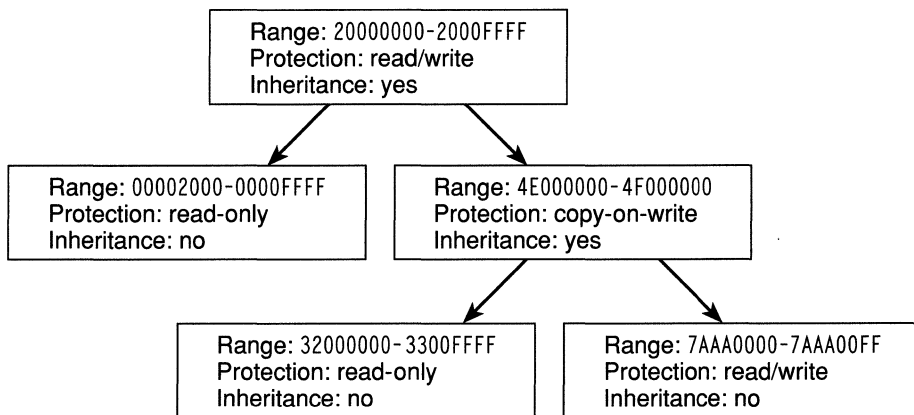 Range: 20000000-2000FFFF
Protection: read/write
Inheritance: yes
Range: 00002000-0000FFFF
Protection: read-only
Inheritance: no
Range: 4E000000-4F000000
Protection: copy-on-write
Inheritance: yes
Range: 32000000-3300FFFF
Protection: read-only
Inheritance: no
Range: 7AAA0000-7AAA00FF
Protection: read/write
Inheritance: no